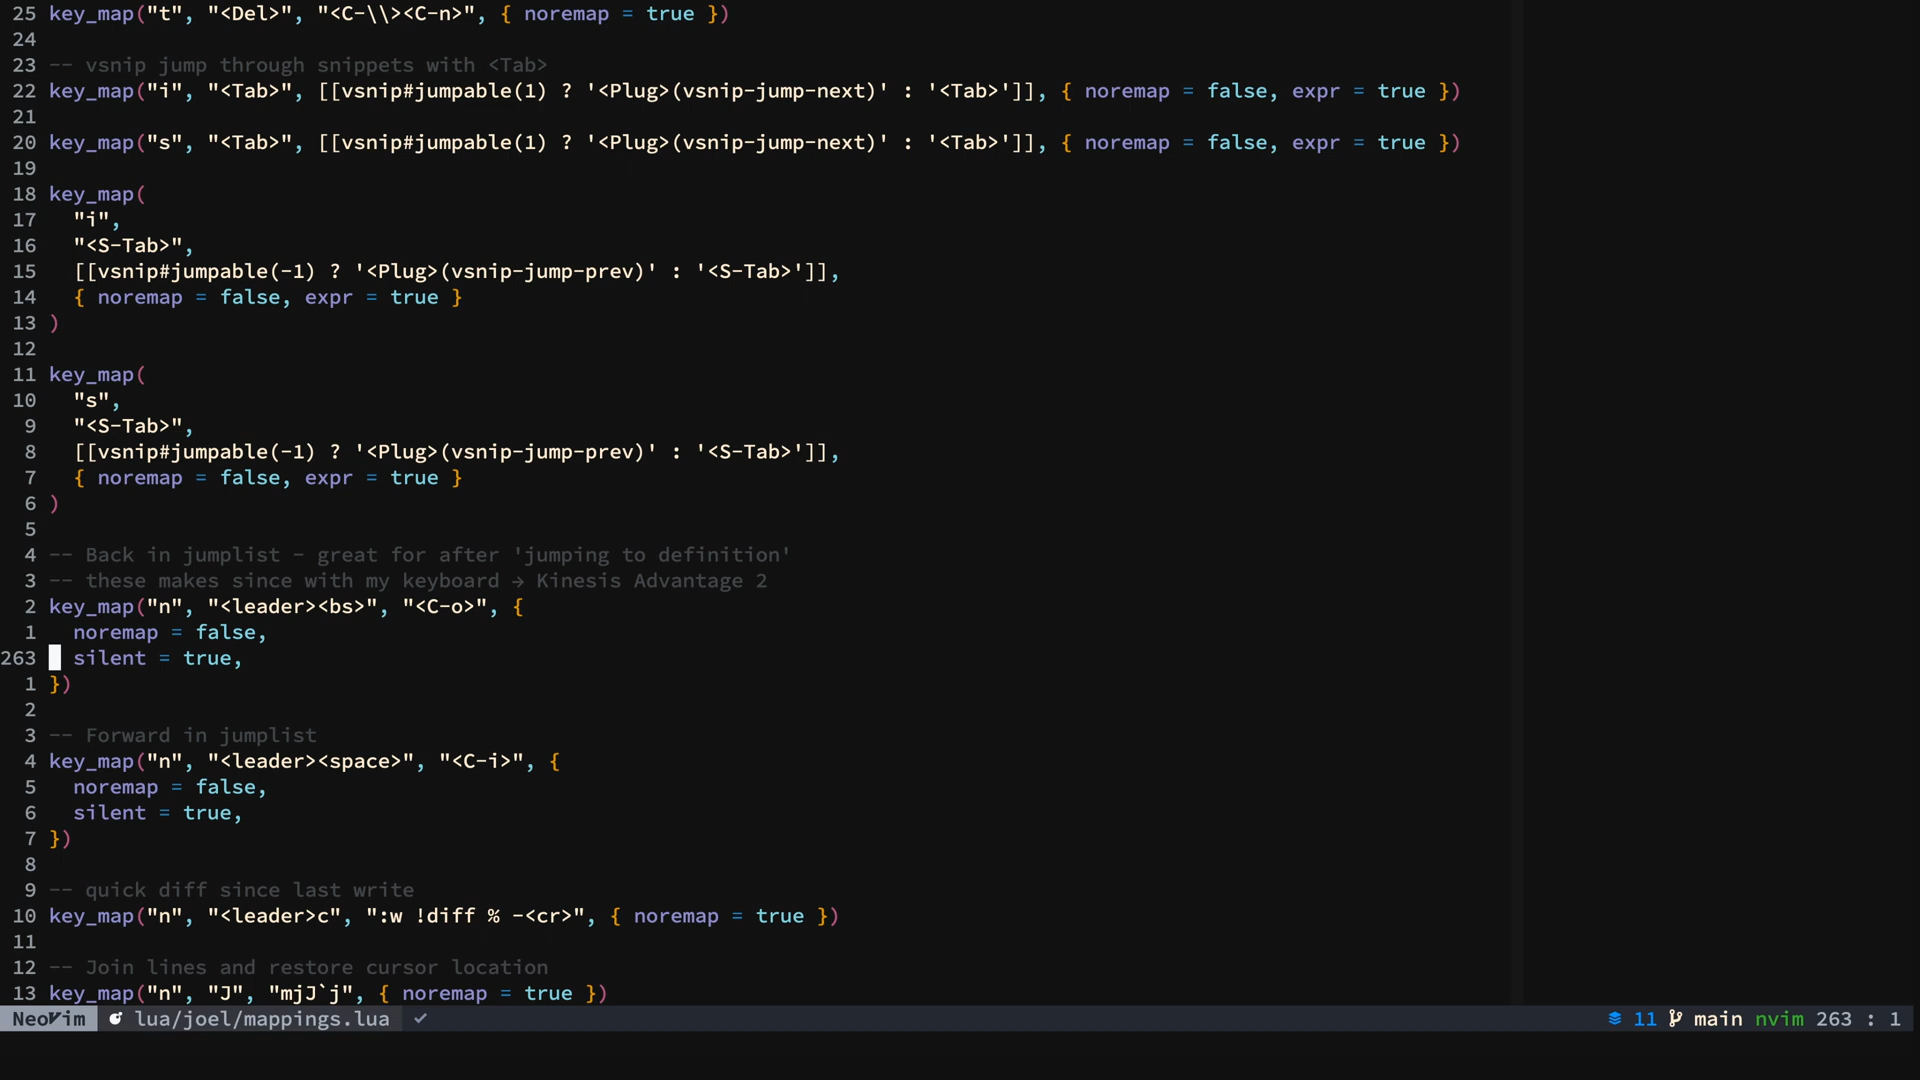 25 key_map("t", "<Del>", "<C-\\><C-n>", { noremap = true })
24
23 -- vsnip jump through snippets with <Tab>
22 key_map("i", "<Tab>", [[vsnip#jumpable(1) ? '<Plug>(vsnip-jump-next)' : '<Tab>']], { noremap = false, expr = true })
21
20 key_map("s", "<Tab>", [[vsnip#jumpable(1) ? '<Plug>(vsnip-jump-next)' : '<Tab>']], { noremap = false, expr = true })
19
18 key_map(
17   "i",
16   "<S-Tab>",
15   [[vsnip#jumpable(-1) ? '<Plug>(vsnip-jump-prev)' : '<S-Tab>']],
14   { noremap = false, expr = true }
13 )
12
11 key_map(
10   "s",
9   "<S-Tab>",
8   [[vsnip#jumpable(-1) ? '<Plug>(vsnip-jump-prev)' : '<S-Tab>']],
7   { noremap = false, expr = true }
6 )
5
4 -- Back in jumplist - great for after 'jumping to definition'
3 -- these makes since with my keyboard → Kinesis Advantage 2
2 key_map("n", "<leader><bs>", "<C-o>", {
1   noremap = false,
263   silent = true,
1 })
2
3 -- Forward in jumplist
4 key_map("n", "<leader><space>", "<C-i>", {
5   noremap = false,
6   silent = true,
7 })
8
9 -- quick diff since last write
10 key_map("n", "<leader>c", ":w !diff % -<cr>", { noremap = true })
11
12 -- Join lines and restore cursor location
13 key_map("n", "J", "mjJ`j", { noremap = true })
NeoVim lua/joel/mappings.lua ✓ 11 main nvim 263 : 1